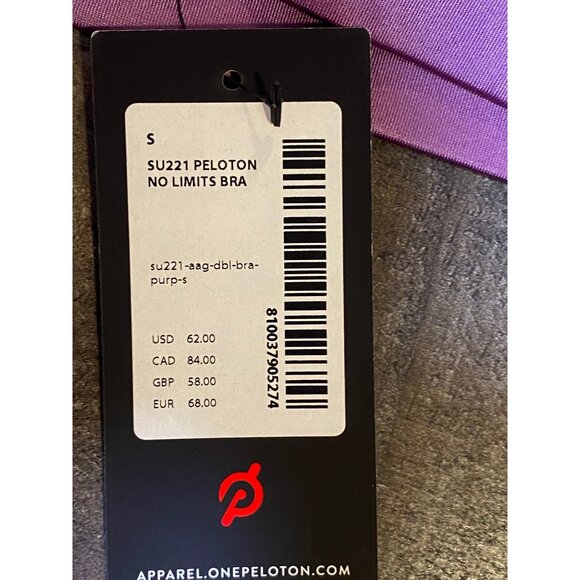 S
SU221 PELOTON
NO LIMITS BRA
su221-aag-dbl-bra-
purp-s
USD 62.00
CAD 84.00
GBP 58.00
EUR 68.00
810037905274
APPAREL.ONEPELOTON.COM